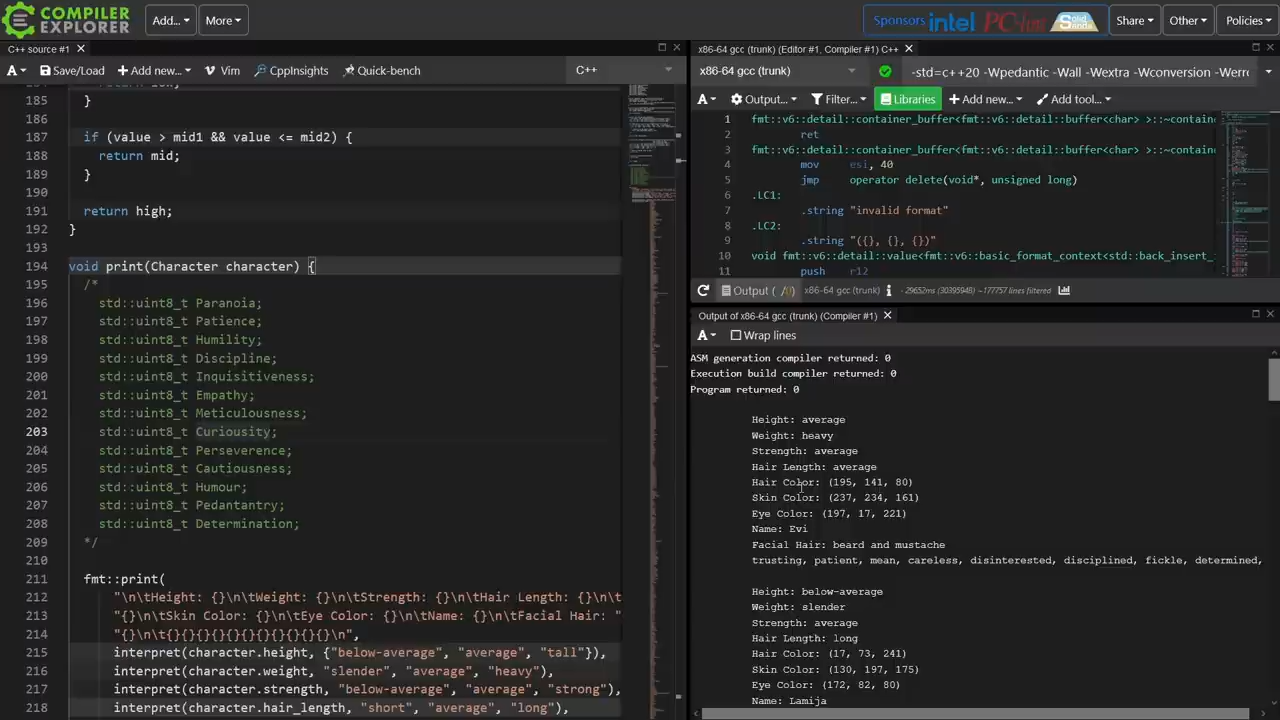 COMPILER
EXPLORER
Add...
More
Sponsors intel PC-lint Solid Sands
Share
Other
Policies
C++ source #1
A
Save/Load
Add new...
Vim
CppInsights
Quick-bench
C++
185 }
186
187 if (value > mid1 && value <= mid2) {
188 return mid;
189 }
190
191 return high;
192 }
193
194 void print(Character character) {
195 /*
196 std::uint8_t Paranoia;
197 std::uint8_t Patience;
198 std::uint8_t Humility;
199 std::uint8_t Discipline;
200 std::uint8_t Inquisitiveness;
201 std::uint8_t Empathy;
202 std::uint8_t Meticulousness;
203 std::uint8_t Curiousity;
204 std::uint8_t Perseverence;
205 std::uint8_t Cautiousness;
206 std::uint8_t Humour;
207 std::uint8_t Pedantantry;
208 std::uint8_t Determination;
209 */
210
211 fmt::print(
212 "\n\tHeight: {}\n\tWeight: {}\n\tStrength: {}\n\tHair Length: {}\n\t
213 "{}\n\tSkin Color: {}\n\tEye Color: {}\n\tName: {}\n\tFacial Hair: "
214 "{}\n\t{}{}{}{}{}{}{}{}{}{}{}\n",
215 interpret(character.height, {"below-average", "average", "tall"}),
216 interpret(character.weight, "slender", "average", "heavy"),
217 interpret(character.strength, "below-average", "average", "strong"),
218 interpret(character.hair_length, "short", "average", "long"),
x86-64 gcc (trunk) (Editor #1, Compiler #1) C++
x86-64 gcc (trunk)
-std=c++20 -Wpedantic -Wall -Wextra -Wconversion -Werro
A
Output...
Filter...
Libraries
Add new...
Add tool...
1 fmt::v6::detail::container_buffer<fmt::v6::detail::buffer<char> >::~contain
2 ret
3 fmt::v6::detail::container_buffer<fmt::v6::detail::buffer<char> >::~contain
4 mov esi, 40
5 jmp operator delete(void*, unsigned long)
6 .LC1:
7 .string "invalid format"
8 .LC2:
9 .string "({}, {}, {})"
10 void fmt::v6::detail::value<fmt::v6::basic_format_context<std::back_insert_
11 push r12
Output ( / ) x86-64 gcc (trunk) - 29652ms (3039594B) ~177757 lines filtered
Output of x86-64 gcc (trunk) (Compiler #1)
A
Wrap lines
ASM generation compiler returned: 0
Execution build compiler returned: 0
Program returned: 0
Height: average
Weight: heavy
Strength: average
Hair Length: average
Hair Color: (195, 141, 80)
Skin Color: (237, 234, 161)
Eye Color: (197, 17, 221)
Name: Evi
Facial Hair: beard and mustache
trusting, patient, mean, careless, disinterested, disciplined, fickle, determined,
Height: below-average
Weight: slender
Strength: average
Hair Length: long
Hair Color: (17, 73, 241)
Skin Color: (130, 197, 175)
Eye Color: (172, 82, 80)
Name: Lamija